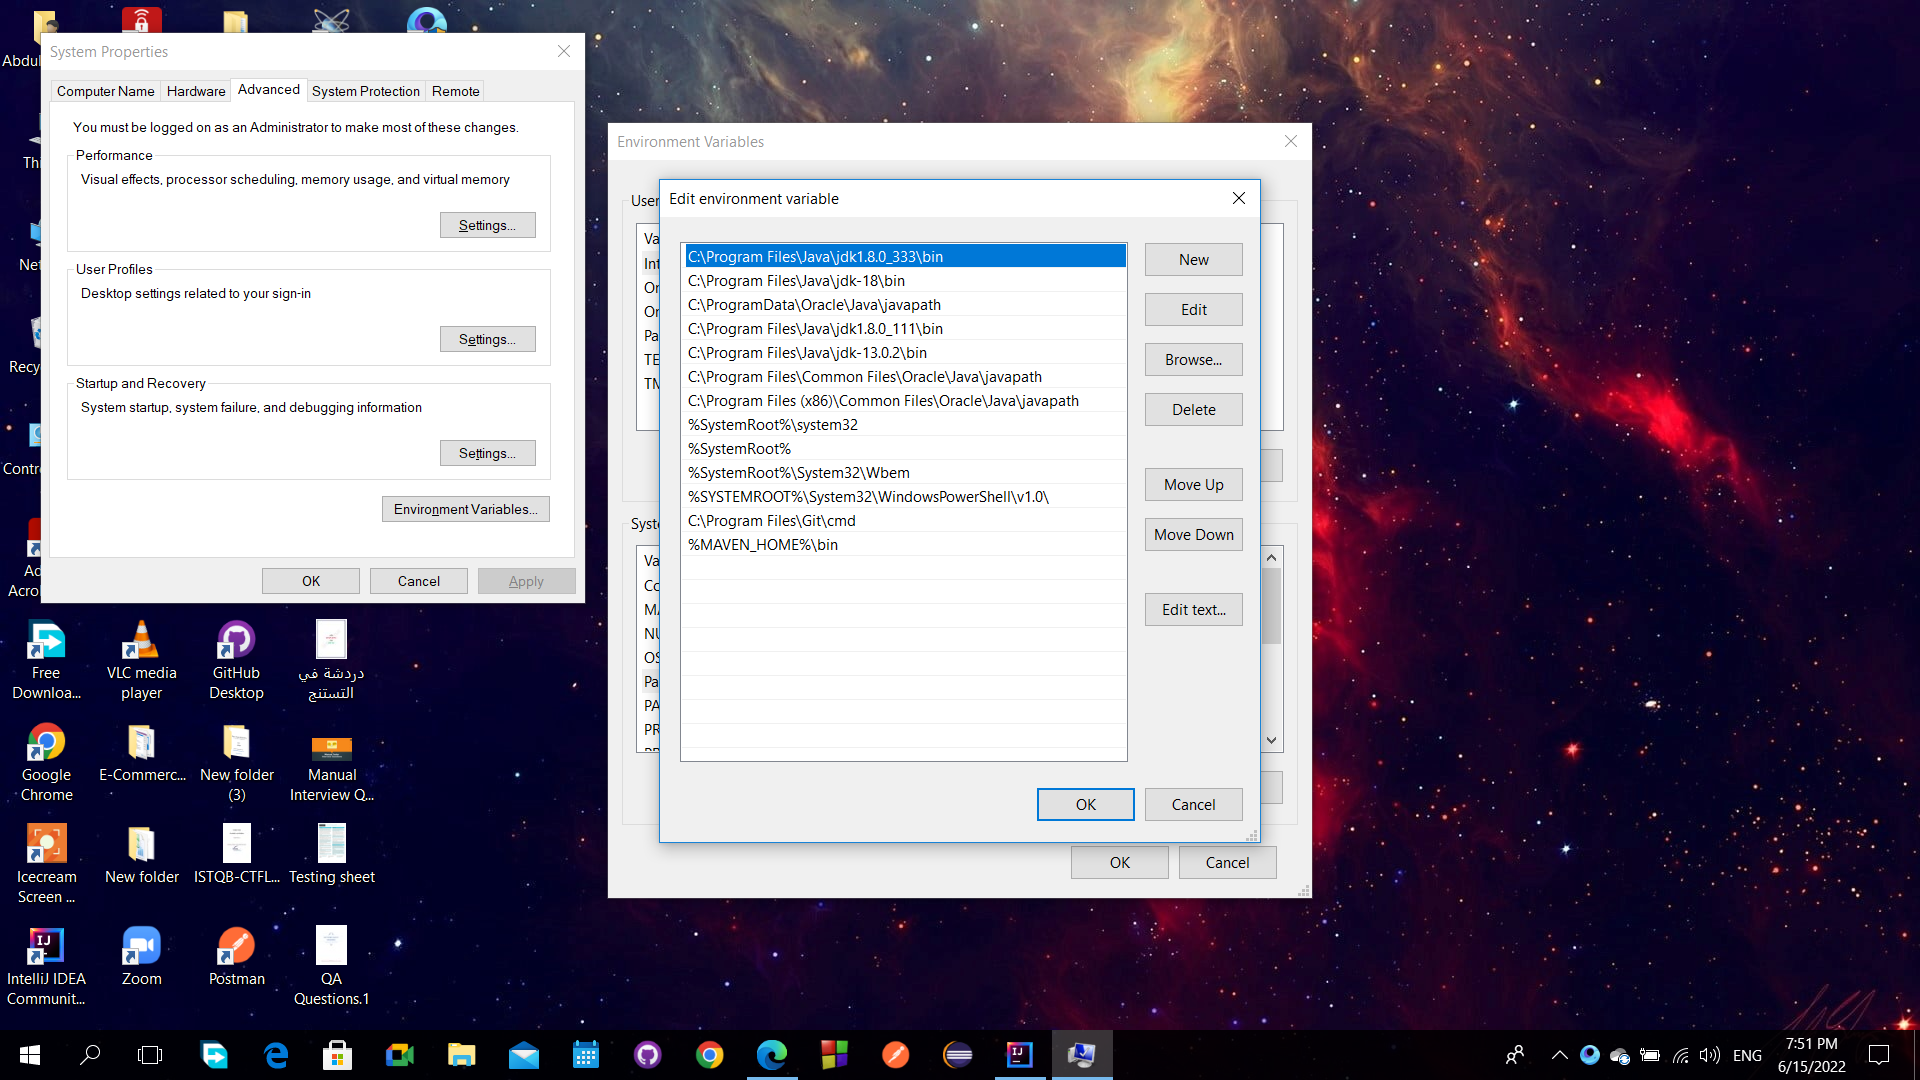 Abdul
System Properties
Computer Name
Hardware
Advanced
System Protection
Remote
You must be logged on as an Administrator to make most of these changes.
Performance
Visual effects, processor scheduling, memory usage, and virtual memory
Settings...
User Profiles
Desktop settings related to your sign-in
Settings...
Startup and Recovery
System startup, system failure, and debugging information
Settings...
Environment Variables...
OK
Cancel
Apply
Thi
Net
Recy
Contro
Ad
Acrob
Environment Variables
User
Va
Int
On
On
Pa
TE
TM
Syste
Va
Co
MA
NU
OS
Pa
PA
PR
OK
Cancel
Edit environment variable
C:\Program Files\Java\jdk1.8.0_333\bin
C:\Program Files\Java\jdk-18\bin
C:\ProgramData\Oracle\Java\javapath
C:\Program Files\Java\jdk1.8.0_111\bin
C:\Program Files\Java\jdk-13.0.2\bin
C:\Program Files\Common Files\Oracle\Java\javapath
C:\Program Files (x86)\Common Files\Oracle\Java\javapath
%SystemRoot%\system32
%SystemRoot%
%SystemRoot%\System32\Wbem
%SYSTEMROOT%\System32\WindowsPowerShell\v1.0\
C:\Program Files\Git\cmd
%MAVEN_HOME%\bin
New
Edit
Browse...
Delete
Move Up
Move Down
Edit text...
OK
Cancel
Free
Downloa...
VLC media
player
GitHub
Desktop
دردشة في
التستنج
Google
Chrome
E-Commerc...
New folder
(3)
Manual
Interview Q...
Icecream
Screen ...
New folder
ISTQB-CTFL...
Testing sheet
IntelliJ IDEA
Communit...
Zoom
Postman
QA
Questions.1
ENG
7:51 PM
6/15/2022